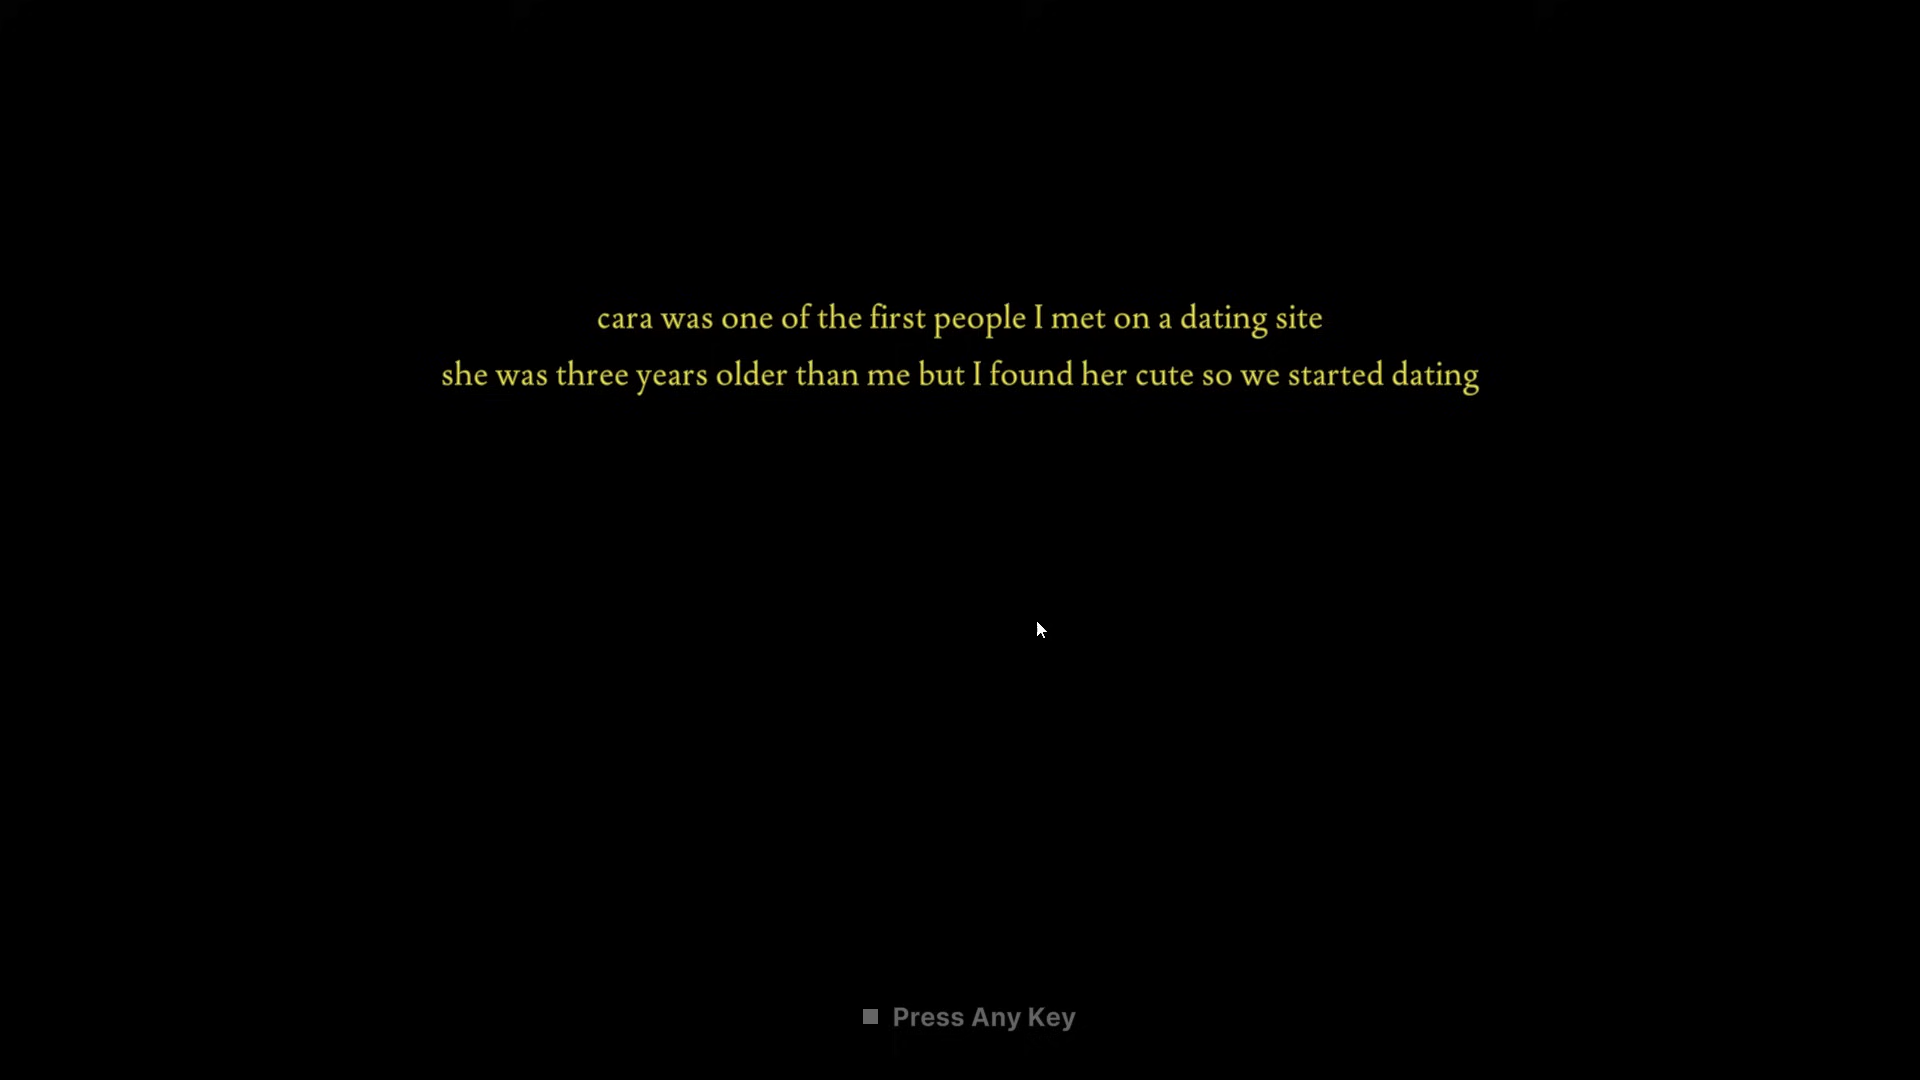 cara was one of the first people I met on a dating site
she was three years older than me but I found her cute so we started dating
Press Any Key